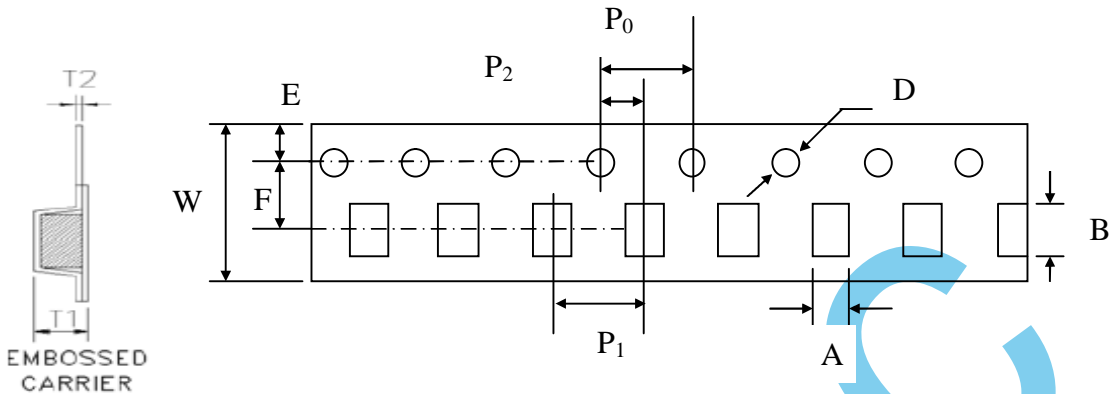 P₀
P₂
D
T2
E
W
F
B
T1
P₁
A
EMBOSSED
CARRIER